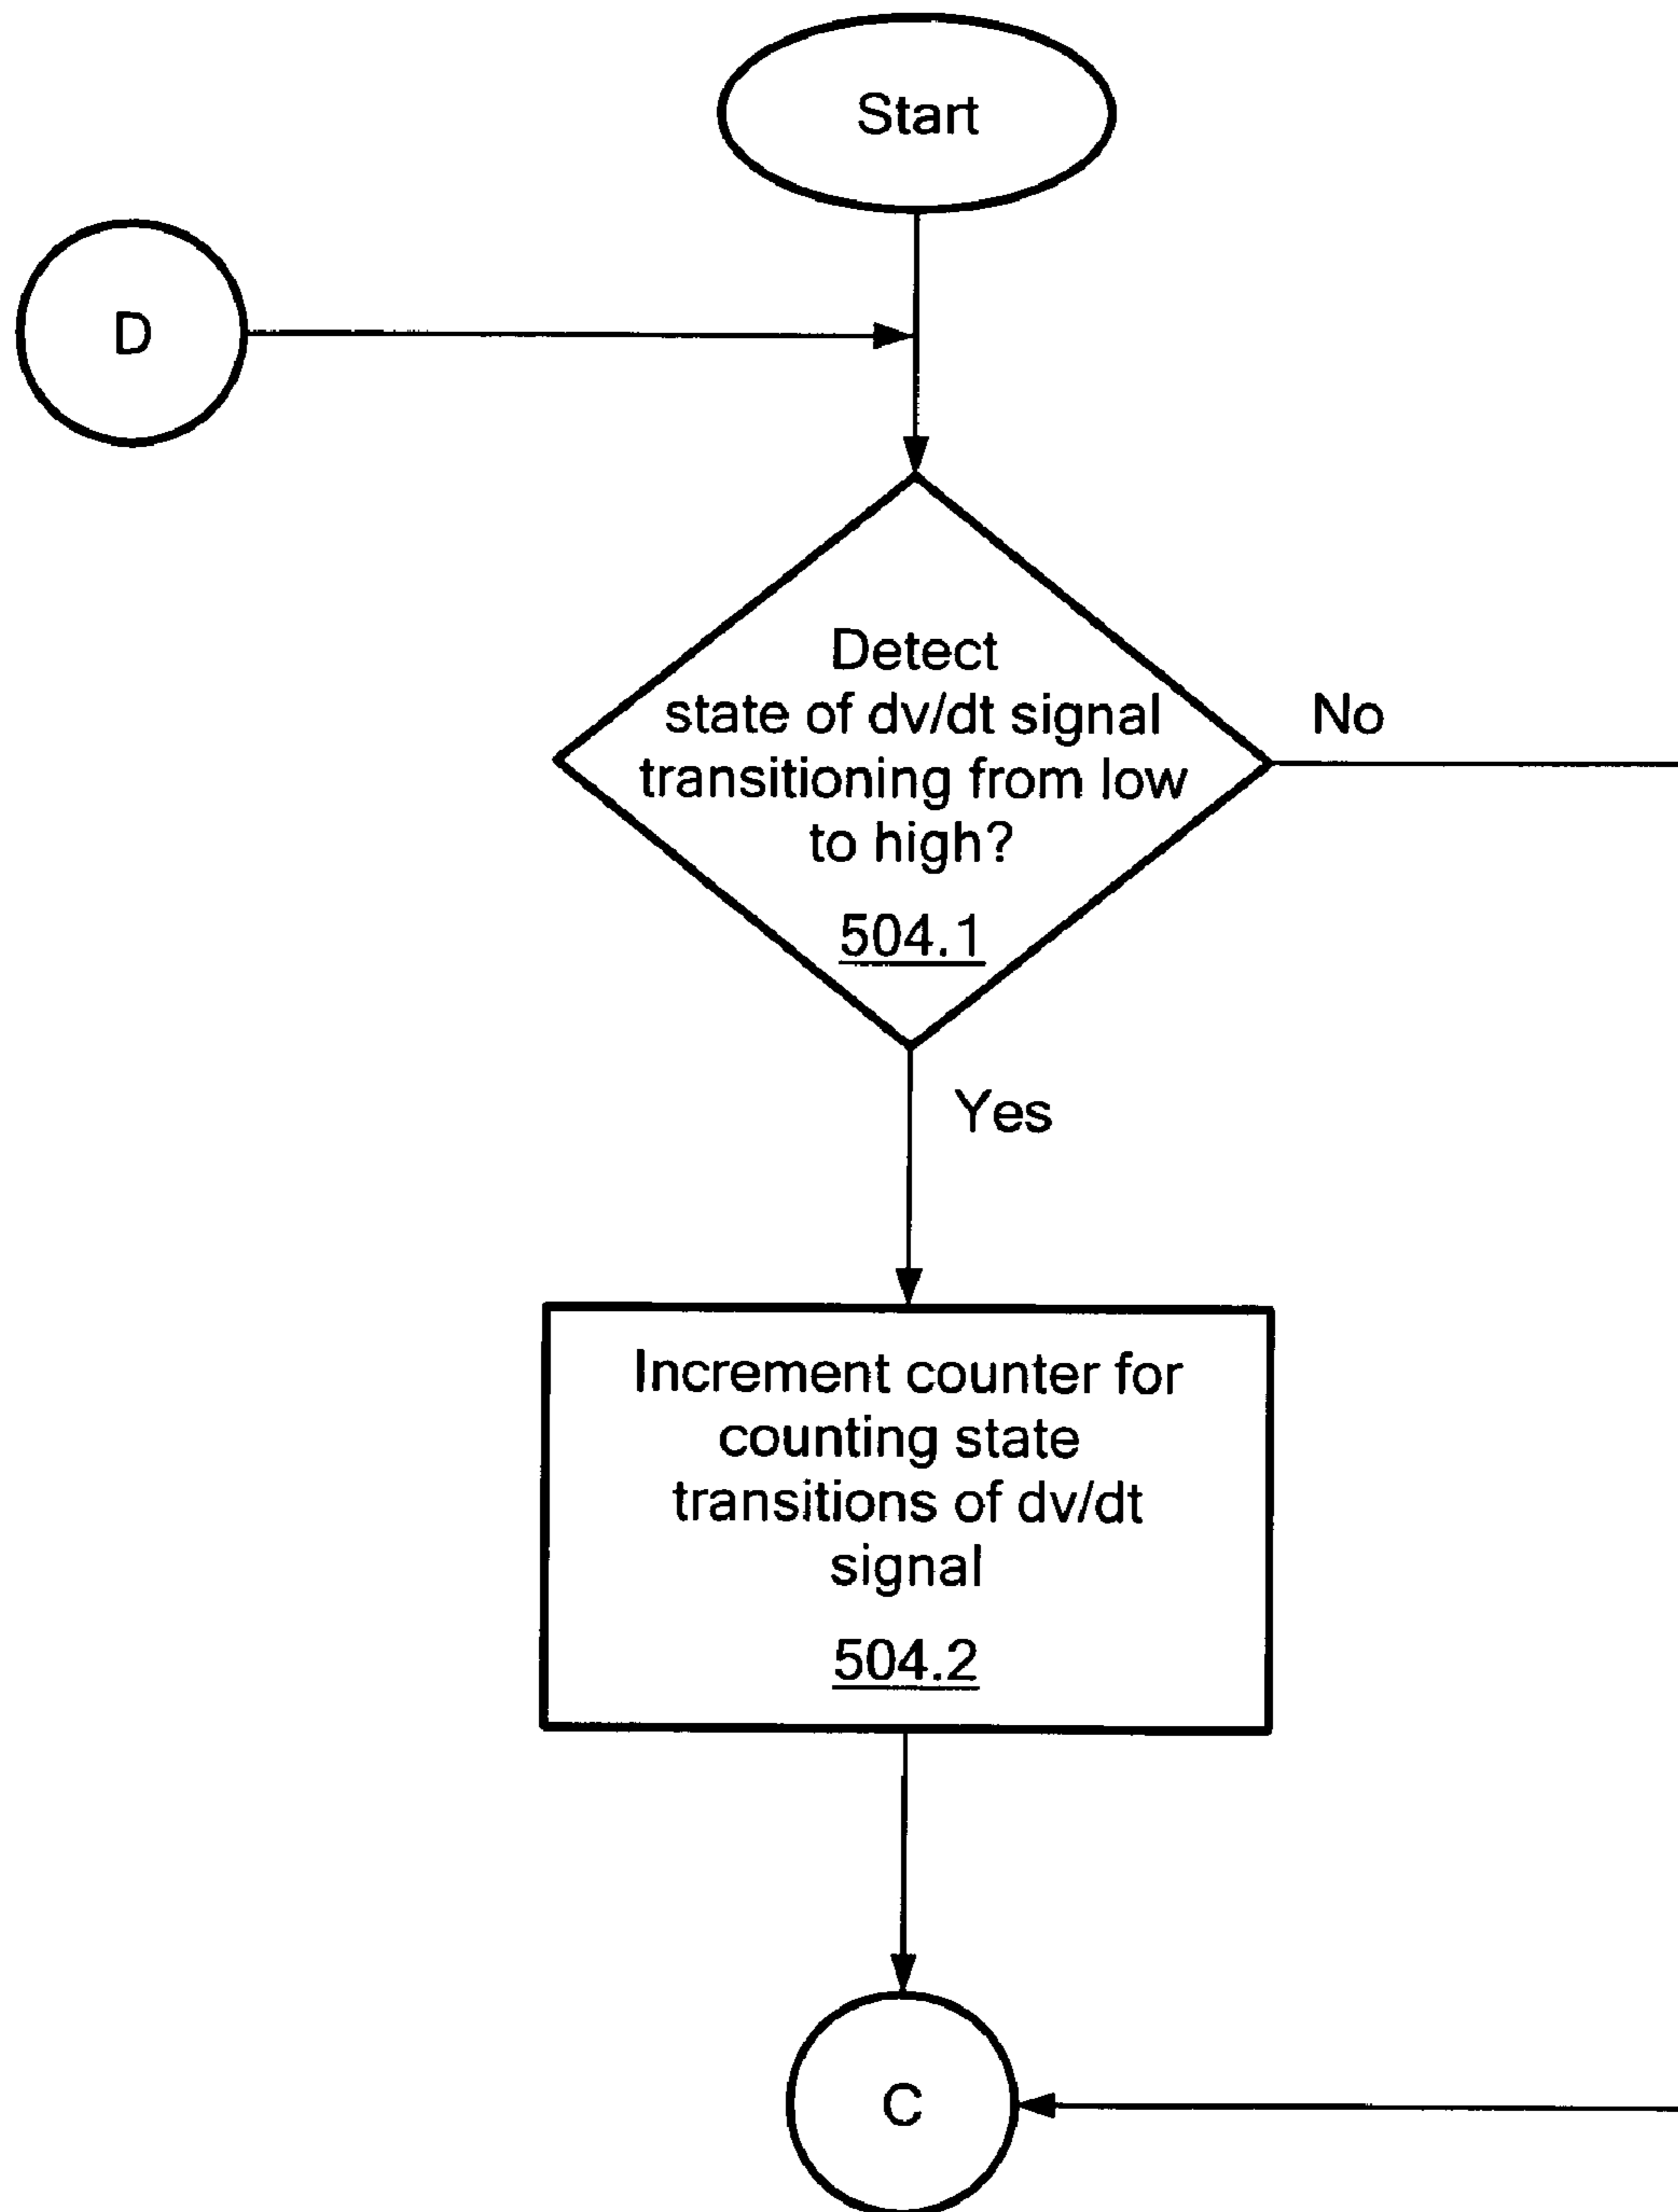 Start
D
Detect
state of dv/dt signal
transitioning from low
to high?
504.1
No
Yes
Increment counter for
counting state
transitions of dv/dt
signal
504.2
C